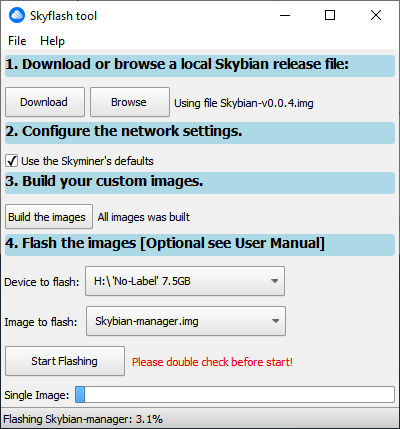 Skyflash tool
File Help
1. Download or browse a local Skybian release file:
Download Browse Using file Skybian-v0.0.4.img
2. Configure the network settings.
Use the Skyminer's defaults
3. Build your custom images.
Build the images All images was built
4. Flash the images [Optional see User Manual]
Device to flash: H:\'No-Label' 7.5GB
Image to flash: Skybian-manager.img
Start Flashing Please double check before start!
Single Image:
Flashing Skybian-manager: 3.1%